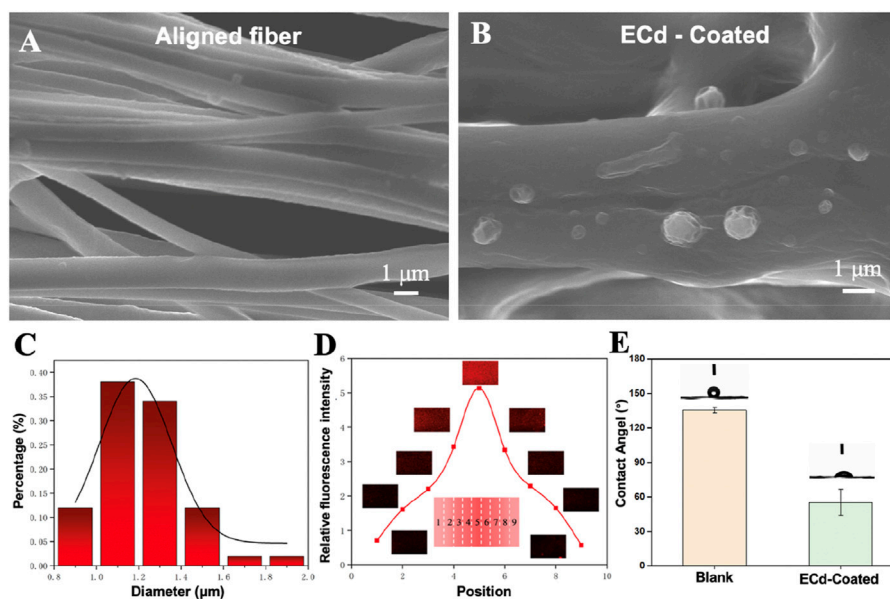 A
Aligned fiber
1 μm
B
ECd - Coated
1 μm
C
Percentage (%)
0.40
0.35
0.30
0.25
0.20
0.15
0.10
0.05
0.00
0.8 1.0 1.2 1.4 1.6 1.8 2.0
Diameter (μm)
D
Relative fluorescence intensity
6
5
4
3
2
1
0
1 2 3 4 5 6 7 8 9
0 2 4 6 8 10
Position
E
Contact Angel (°)
180
150
120
90
60
30
0
Blank ECd-Coated